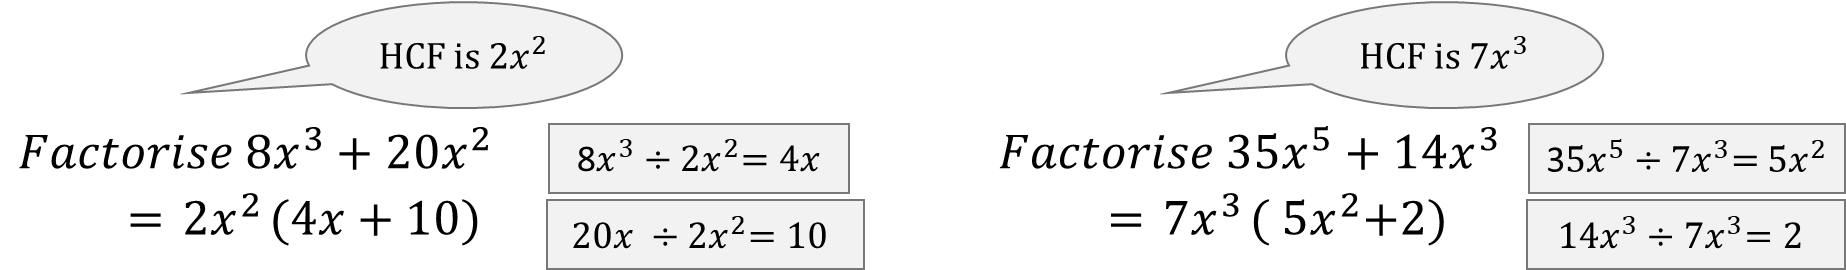 HCF is 2x²
Factorise 8x³ + 20x²
8x³ ÷ 2x²= 4x
= 2x² (4x + 10)
20x ÷ 2x²= 10
HCF is 7x³
Factorise 35x⁵ + 14x³
35x⁵ ÷ 7x³= 5x²
= 7x³ ( 5x²+2)
14x³ ÷ 7x³= 2